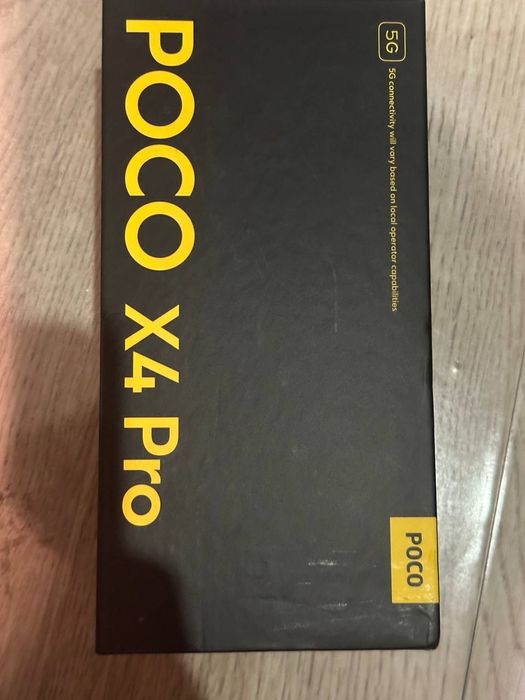 5G
5G connectivity will vary based on local operator capabilities
POCO
POCO X4 Pro